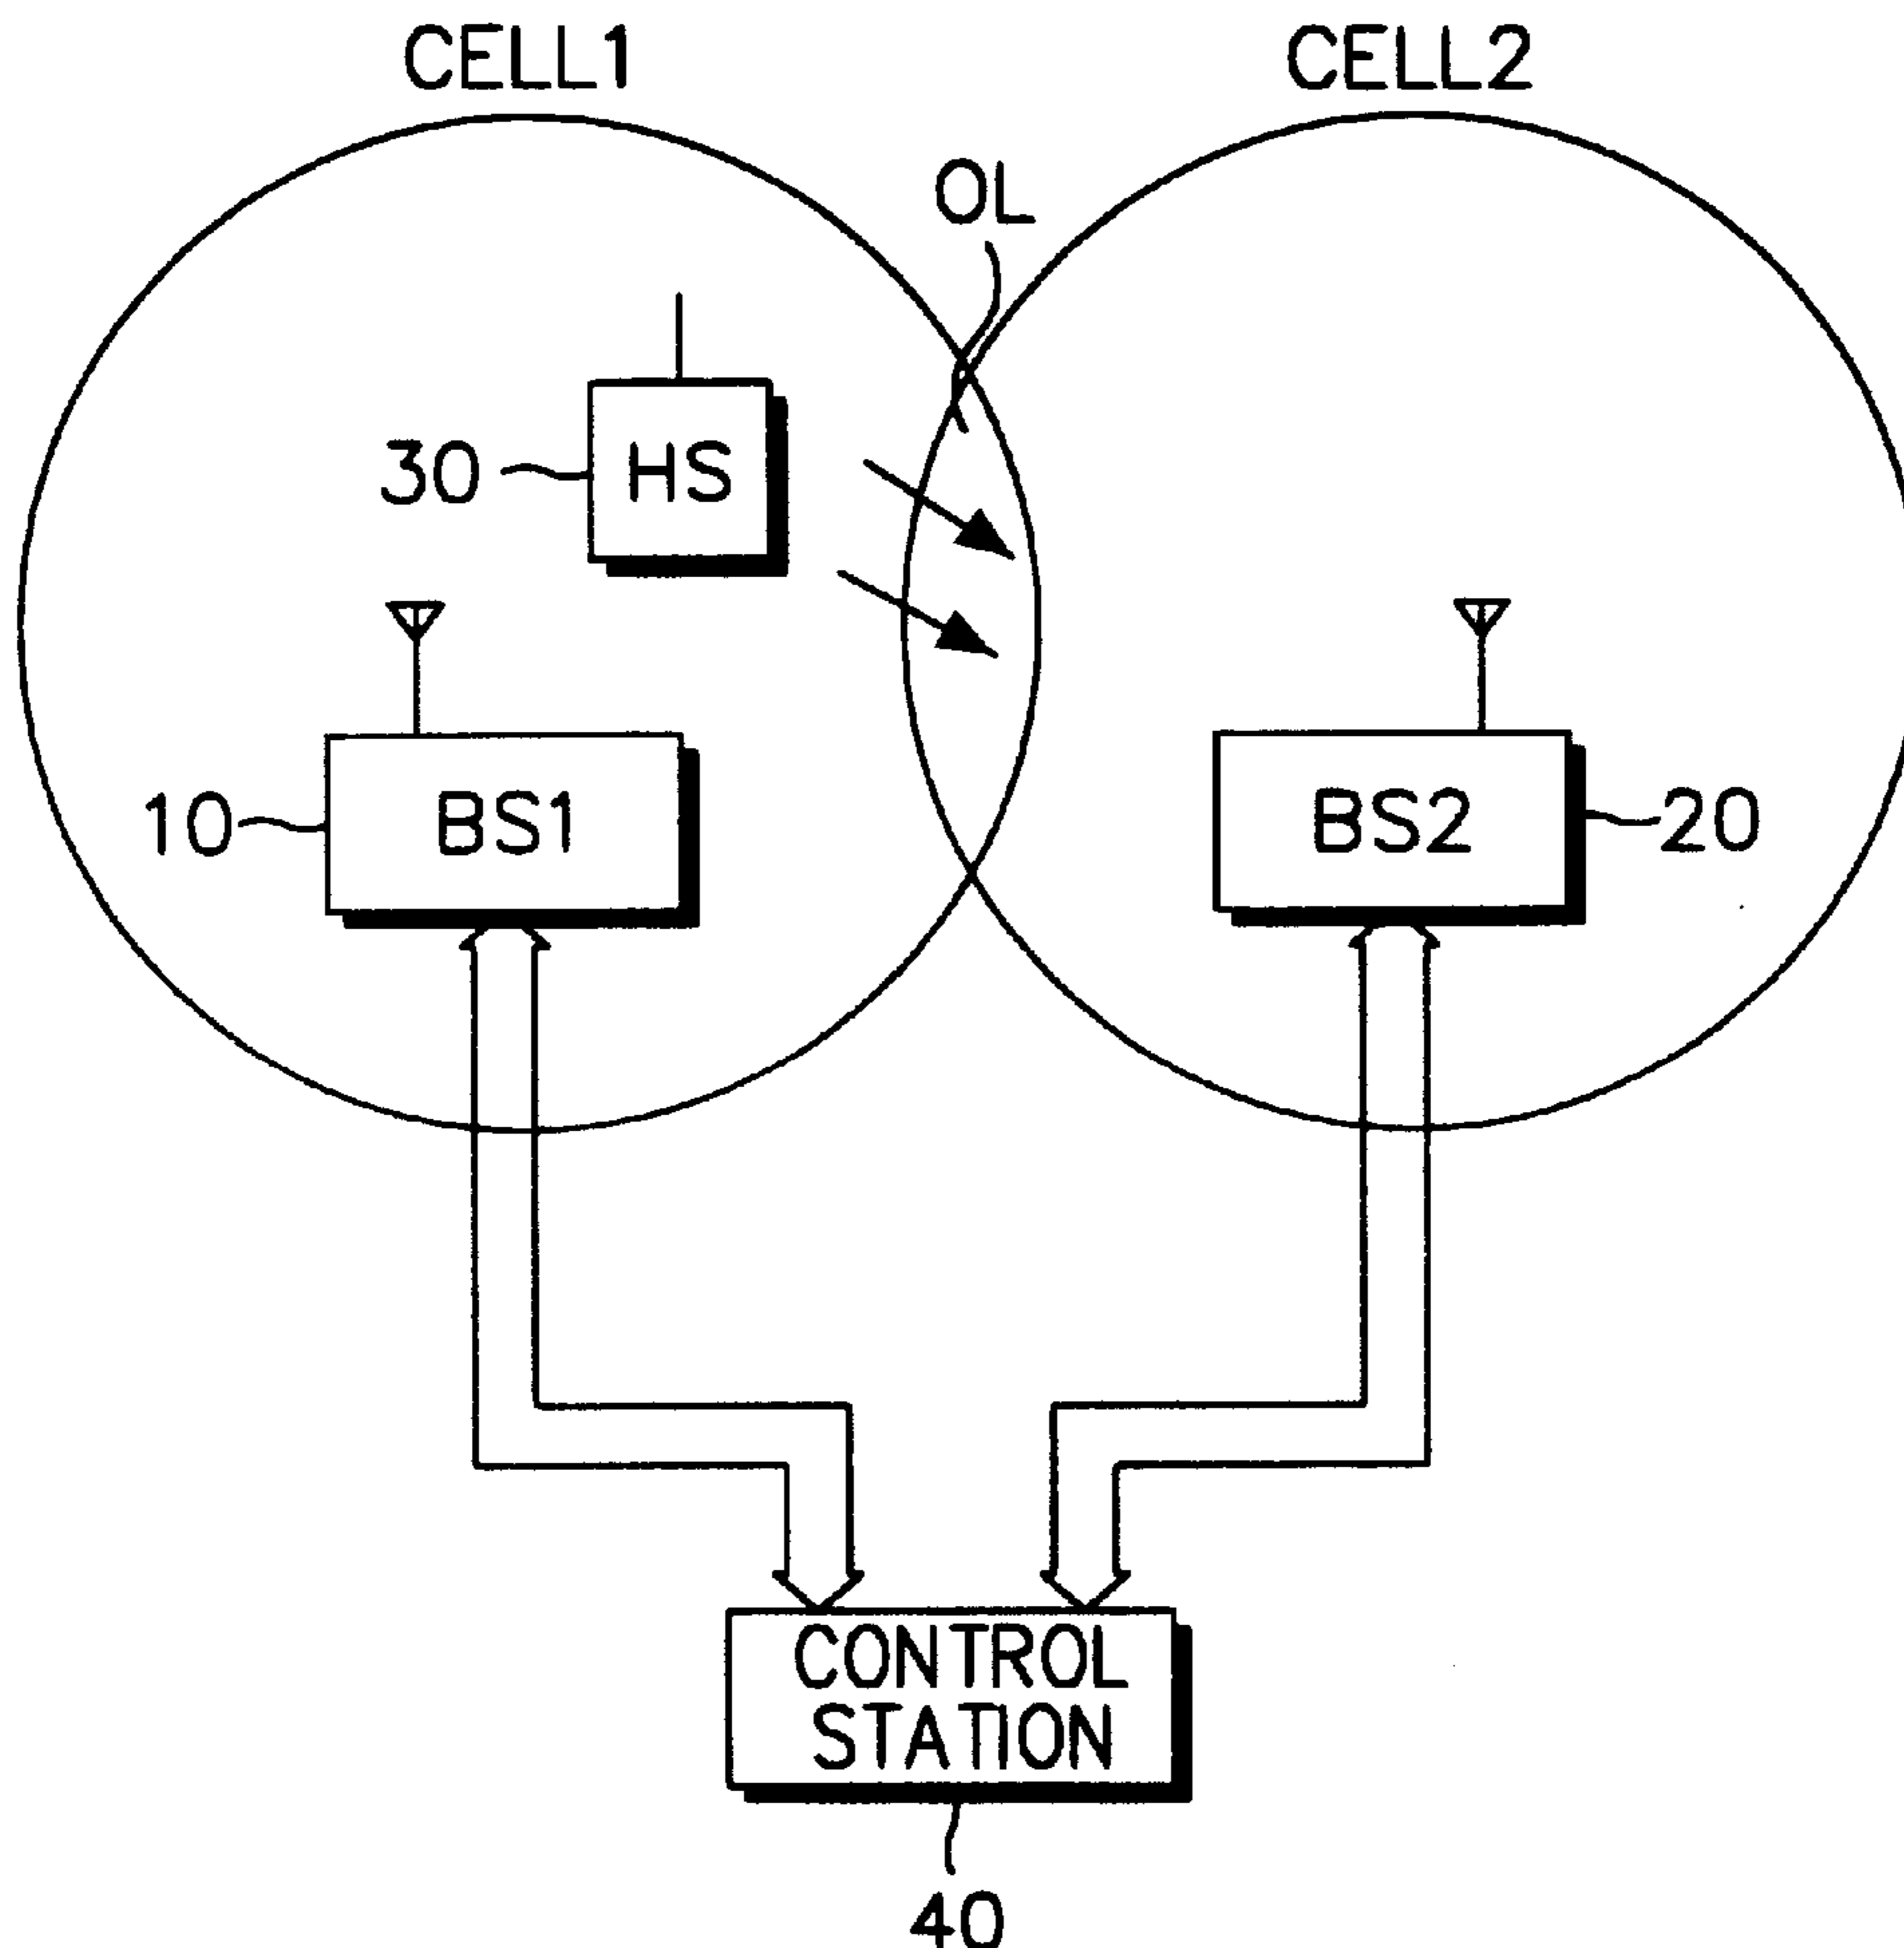 CELL1
CELL2
OL
30
HS
10
BS1
BS2
20
CONTROL
STATION
40